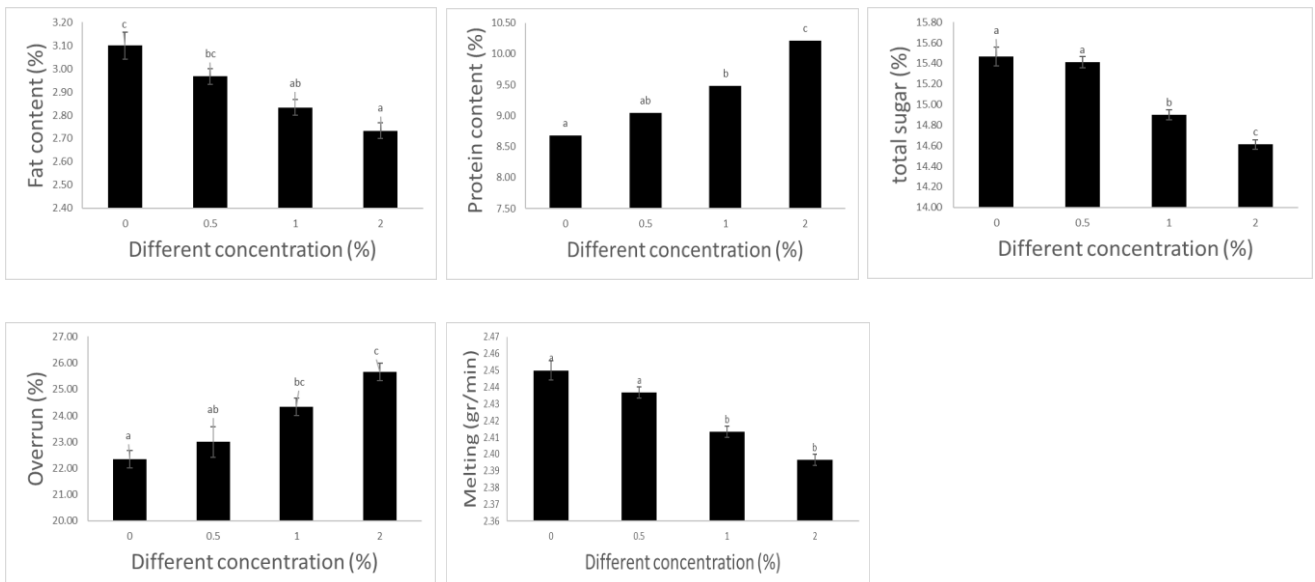 Fat content (%)
3.20
3.10
3.00
2.90
2.80
2.70
2.60
2.50
2.40
c
bc
ab
a
0 0.5 1 2
Different concentration (%)
Protein content (%)
10.50
10.00
9.50
9.00
8.50
8.00
7.50
a
ab
b
c
0 0.5 1 2
Different concentration (%)
total sugar (%)
15.80
15.60
15.40
15.20
15.00
14.80
14.60
14.40
14.20
14.00
a
a
b
c
0 0.5 1 2
Different concentration (%)
Overrun (%)
27.00
26.00
25.00
24.00
23.00
22.00
21.00
20.00
a
ab
bc
c
0 0.5 1 2
Different concentration (%)
Melting (gr/min)
2.47
2.46
2.45
2.44
2.43
2.42
2.41
2.40
2.39
2.38
2.37
2.36
a
a
b
b
0 0.5 1 2
Different concentration (%)